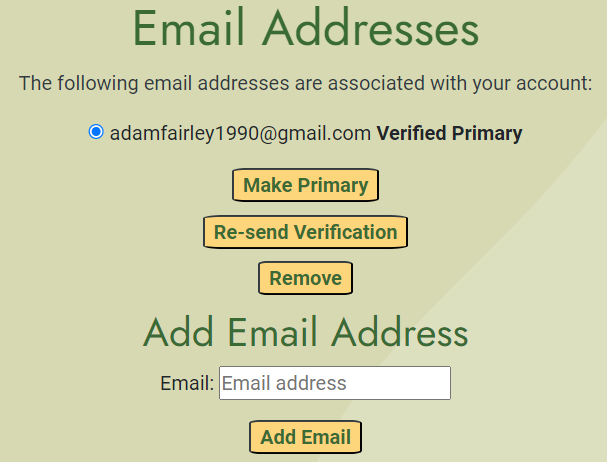 Email Addresses
The following email addresses are associated with your account:
adamfairley1990@gmail.com Verified Primary
Make Primary
Re-send Verification
Remove
Add Email Address
Email: Email address
Add Email